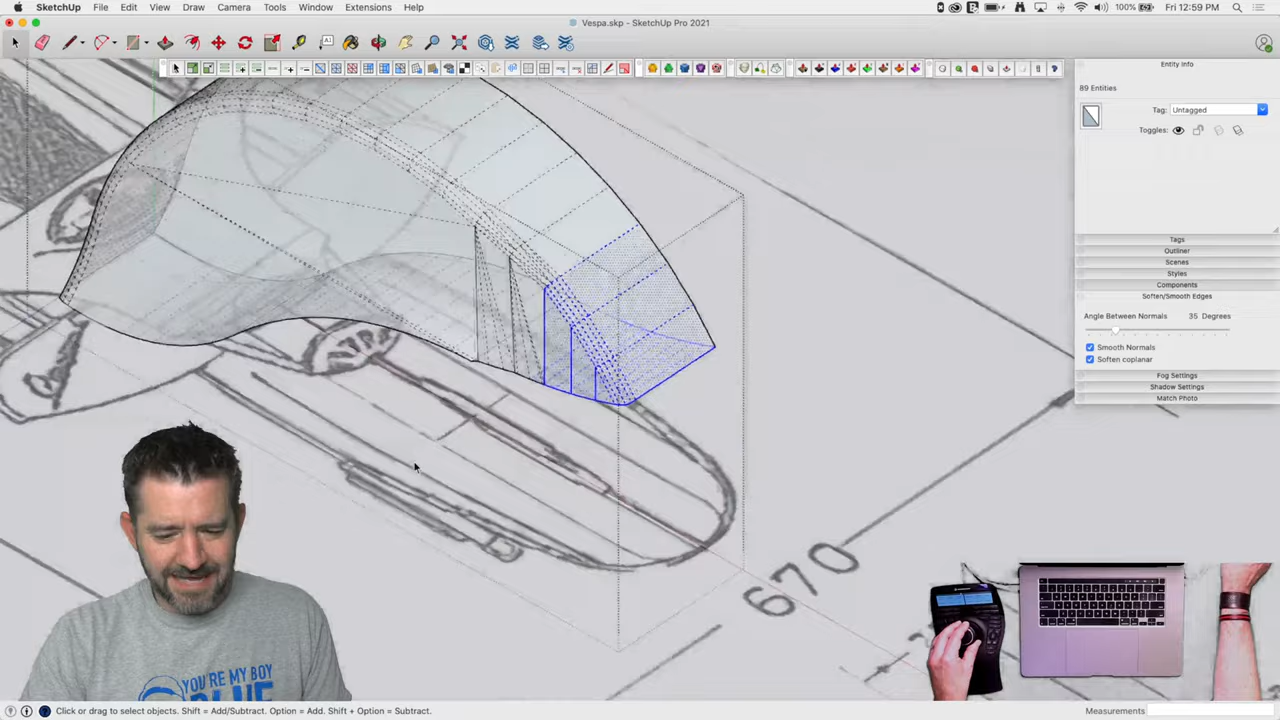 SketchUp File Edit View Draw Camera Tools Window Extensions Help
100% Fri 12:59 PM
Vespa.skp - SketchUp Pro 2021
Entity Info
89 Entities
Tag: Untagged
Toggles:
Tags
Outliner
Scenes
Styles
Components
Soften/Smooth Edges
Angle Between Normals 35 Degrees
Smooth Normals
Soften coplanar
Fog Settings
Shadow Settings
Match Photo
670
YOU'RE MY BOY
BLUE
Click or drag to select objects. Shift = Add/Subtract. Option = Add. Shift + Option = Subtract.
Measurements